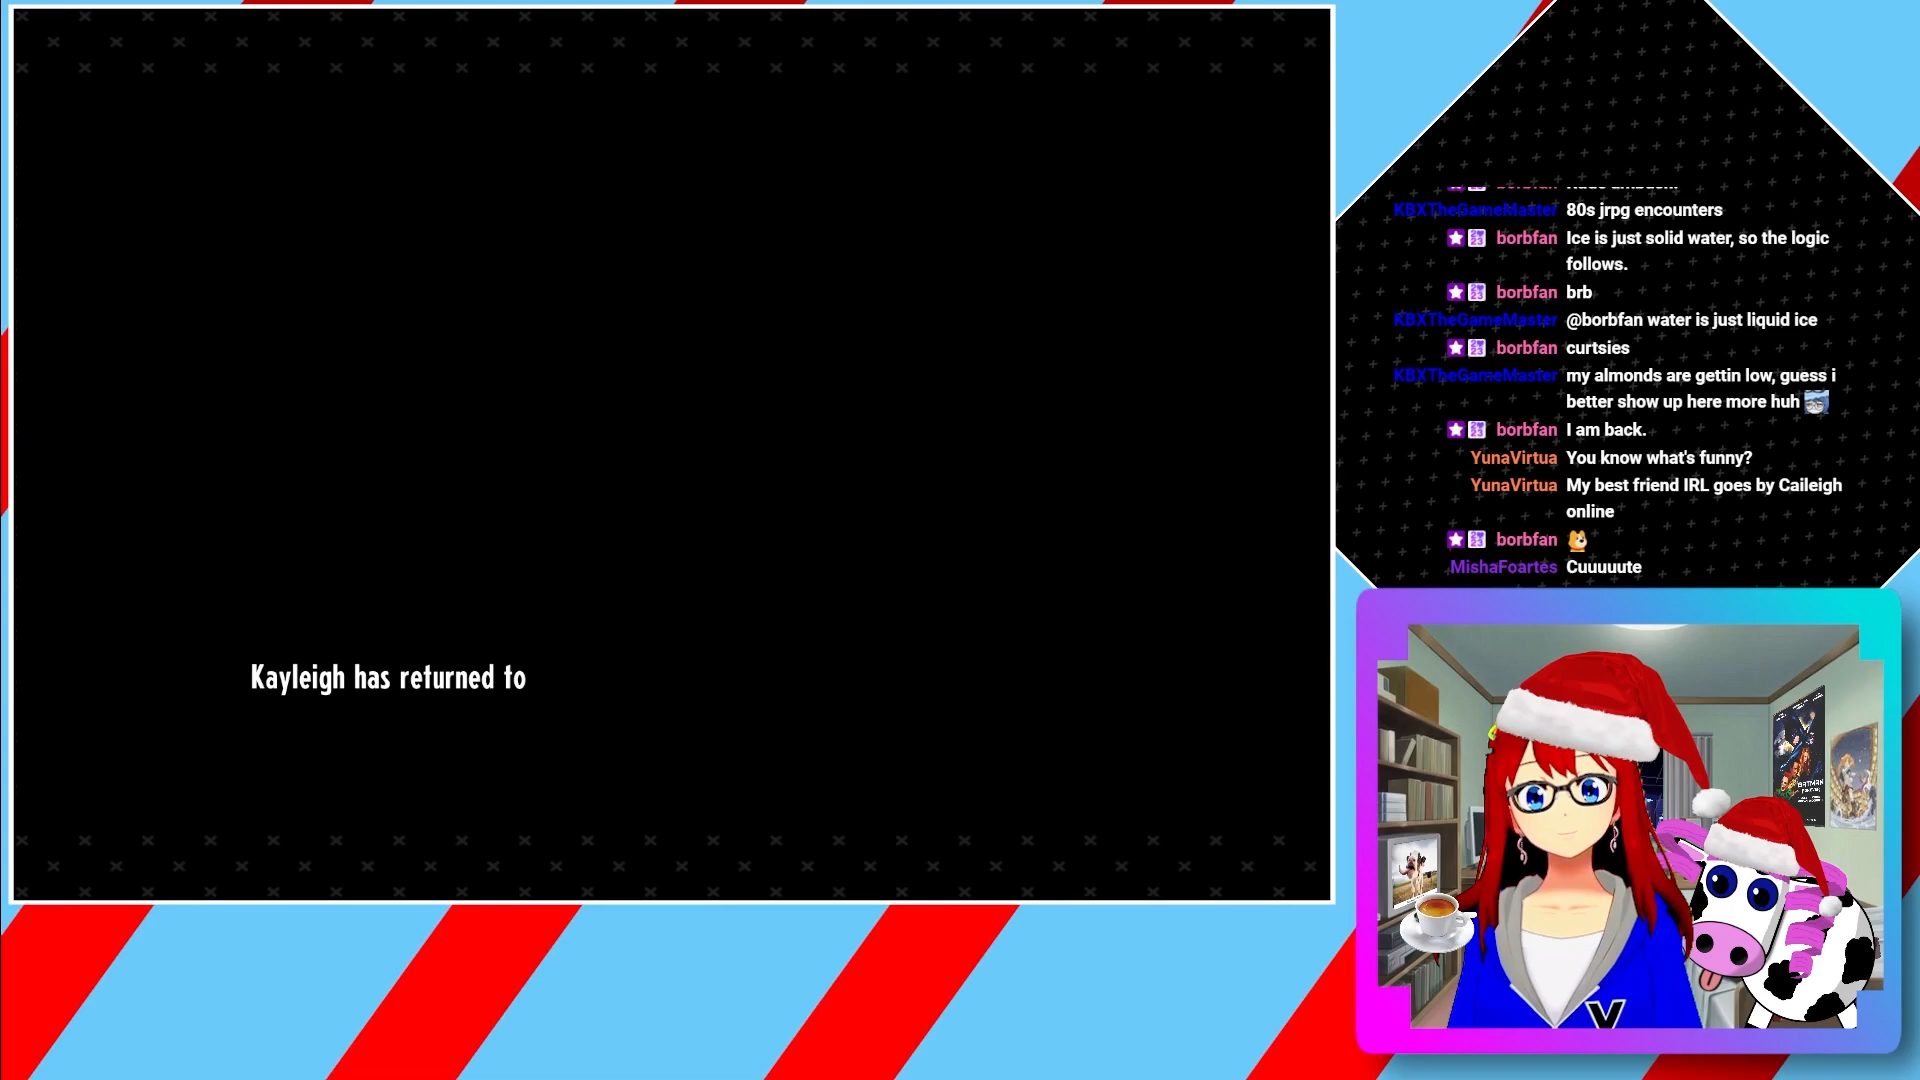 Kayleigh has returned to
KBXTheGameMaster 80s jrpg encounters
borbfan Ice is just solid water, so the logic
follows.
borbfan brb
KBXTheGameMaster @borbfan water is just liquid ice
borbfan curtsies
KBXTheGameMaster my almonds are gettin low, guess i
better show up here more huh
borbfan I am back.
YunaVirtua You know what's funny?
YunaVirtua My best friend IRL goes by Caileigh
online
borbfan
MishaFoartes Cuuuuute
V